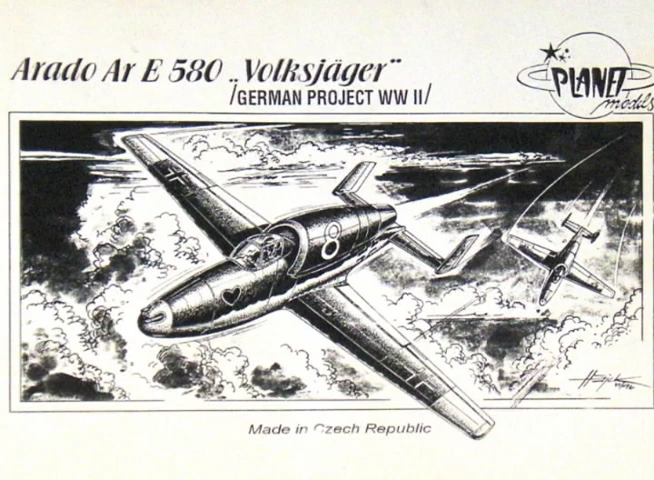 Arado Ar E 580 „Volksjäger"
/GERMAN PROJECT WW II/
PLANET
models
8
Made in Czech Republic